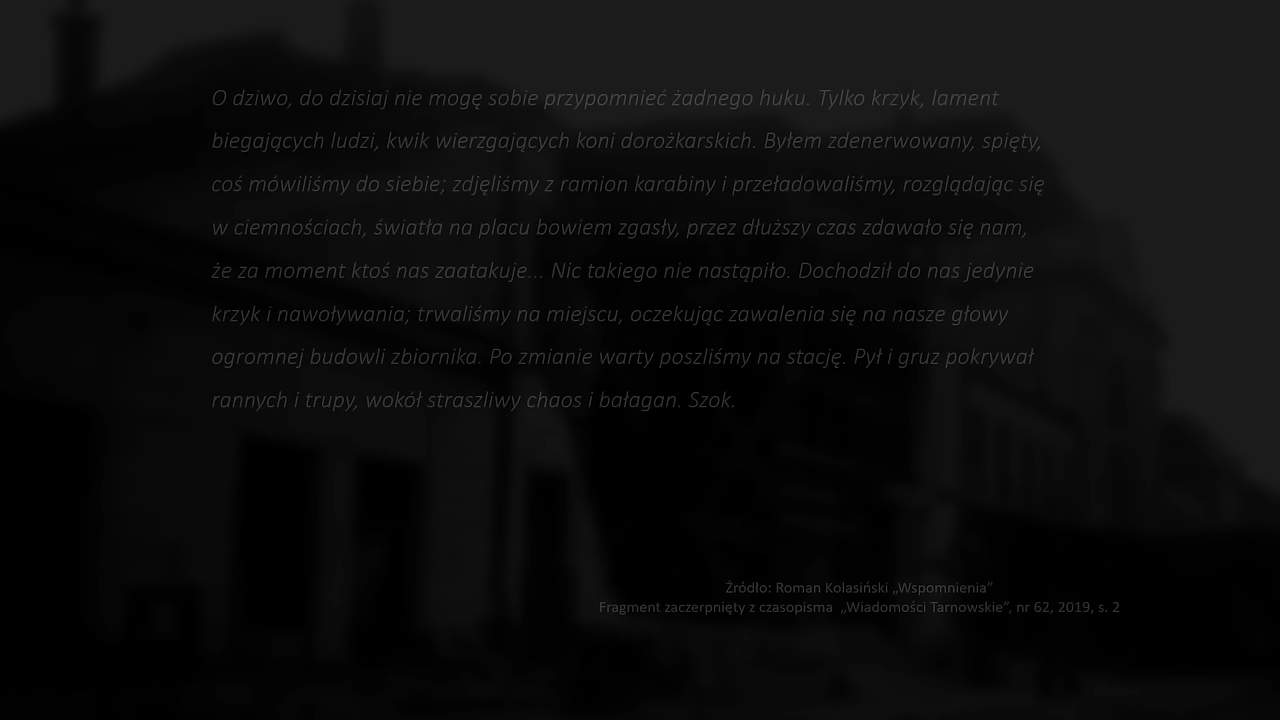 O dziwo, do dzisiaj nie mogę sobie przypomnieć żadnego huku. Tylko krzyk, lament
biegających ludzi, kwik wierzgających koni dorożkarskich. Byłem zdenerwowany, spięty,
coś mówiliśmy do siebie; zdjęliśmy z ramion karabiny i przeładowaliśmy, rozglądając się
w ciemnościach, światła na placu bowiem zgasły, przez dłuższy czas zdawało się nam,
że za moment ktoś nas zaatakuje... Nic takiego nie nastąpiło. Dochodził do nas jedynie
krzyk i nawoływania; trwaliśmy na miejscu, oczekując zawalenia się na nasze głowy
ogromnej budowli zbiornika. Po zmianie warty poszliśmy na stację. Pył i gruz pokrywał
rannych i trupy, wokół straszliwy chaos i bałagan. Szok.
Źródło: Roman Kolasiński „Wspomnienia”
Fragment zaczerpnięty z czasopisma „Wiadomości Tarnowskie”, nr 62, 2019, s. 2